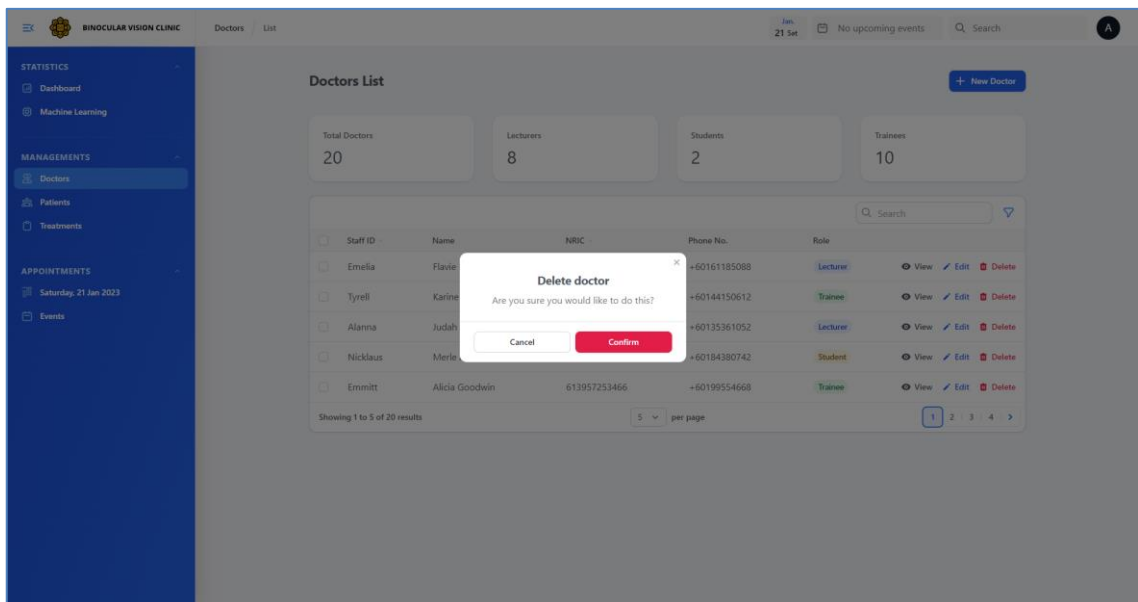 BINOCULAR VISION CLINIC Doctors / List Jan. 21 Sat No upcoming events Search A
STATISTICS
Dashboard
Machine Learning
MANAGEMENTS
Doctors
Patients
Treatments
APPOINTMENTS
Saturday, 21 Jan 2023
Events
Doctors List + New Doctor
Total Doctors Lecturers Students Trainees
20 8 2 10
Search
Staff ID Name NRIC Phone No. Role
Emelia Flavie +60161185088 Lecturer View Edit Delete
Tyrell Karine +60144150612 Trainee View Edit Delete
Alanna Judah +60135361052 Lecturer View Edit Delete
Nicklaus Merle +60184380742 Student View Edit Delete
Emmitt Alicia Goodwin 613957253466 +60199554668 Trainee View Edit Delete
Showing 1 to 5 of 20 results 5 per page 1 2 3 4
Delete doctor
Are you sure you would like to do this?
Cancel Confirm